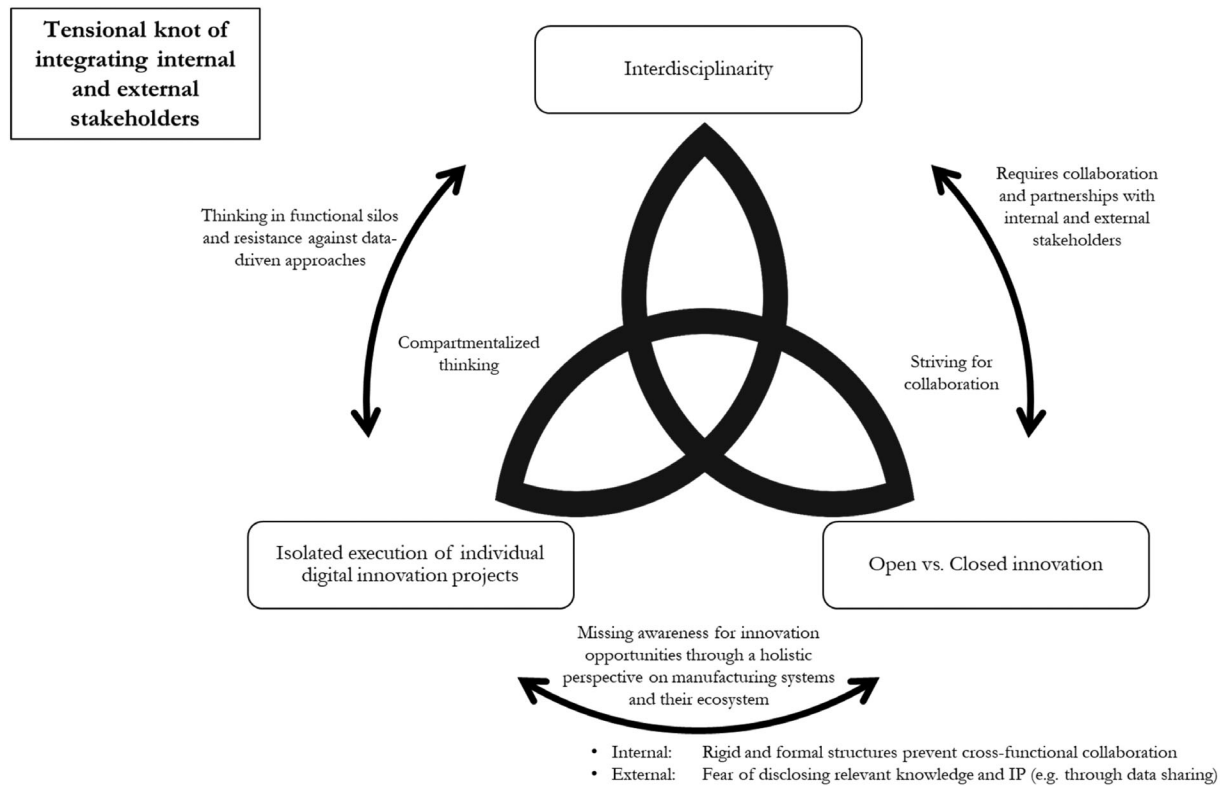 Tensional knot of
integrating internal
and external
stakeholders
Interdisciplinarity
Thinking in functional silos
and resistance against data-
driven approaches
Requires collaboration
and partnerships with
internal and external
stakeholders
Compartmentalized
thinking
Striving for
collaboration
Isolated execution of individual
digital innovation projects
Open vs. Closed innovation
Missing awareness for innovation
opportunities through a holistic
perspective on manufacturing systems
and their ecosystem
• Internal: Rigid and formal structures prevent cross-functional collaboration
• External: Fear of disclosing relevant knowledge and IP (e.g. through data sharing)